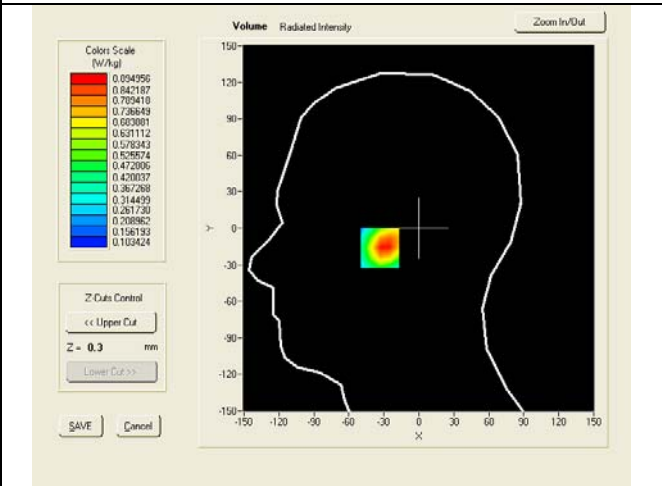 Volume Radiated Intensity
Zoom In/Out
Colors Scale
(W/kg)
0.894956
0.842187
0.789418
0.736649
0.683881
0.631112
0.578343
0.525574
0.472806
0.420037
0.367268
0.314499
0.261730
0.208962
0.156193
0.103424
Z-Cuts Control
<< Upper Cut
Z = 0.3 mm
Lower Cut >>
SAVE Cancel
150
120
90
60
30
0
-30
-60
-90
-120
-150
Y
-150 -120 -90 -60 -30 0 30 60 90 120 150
X